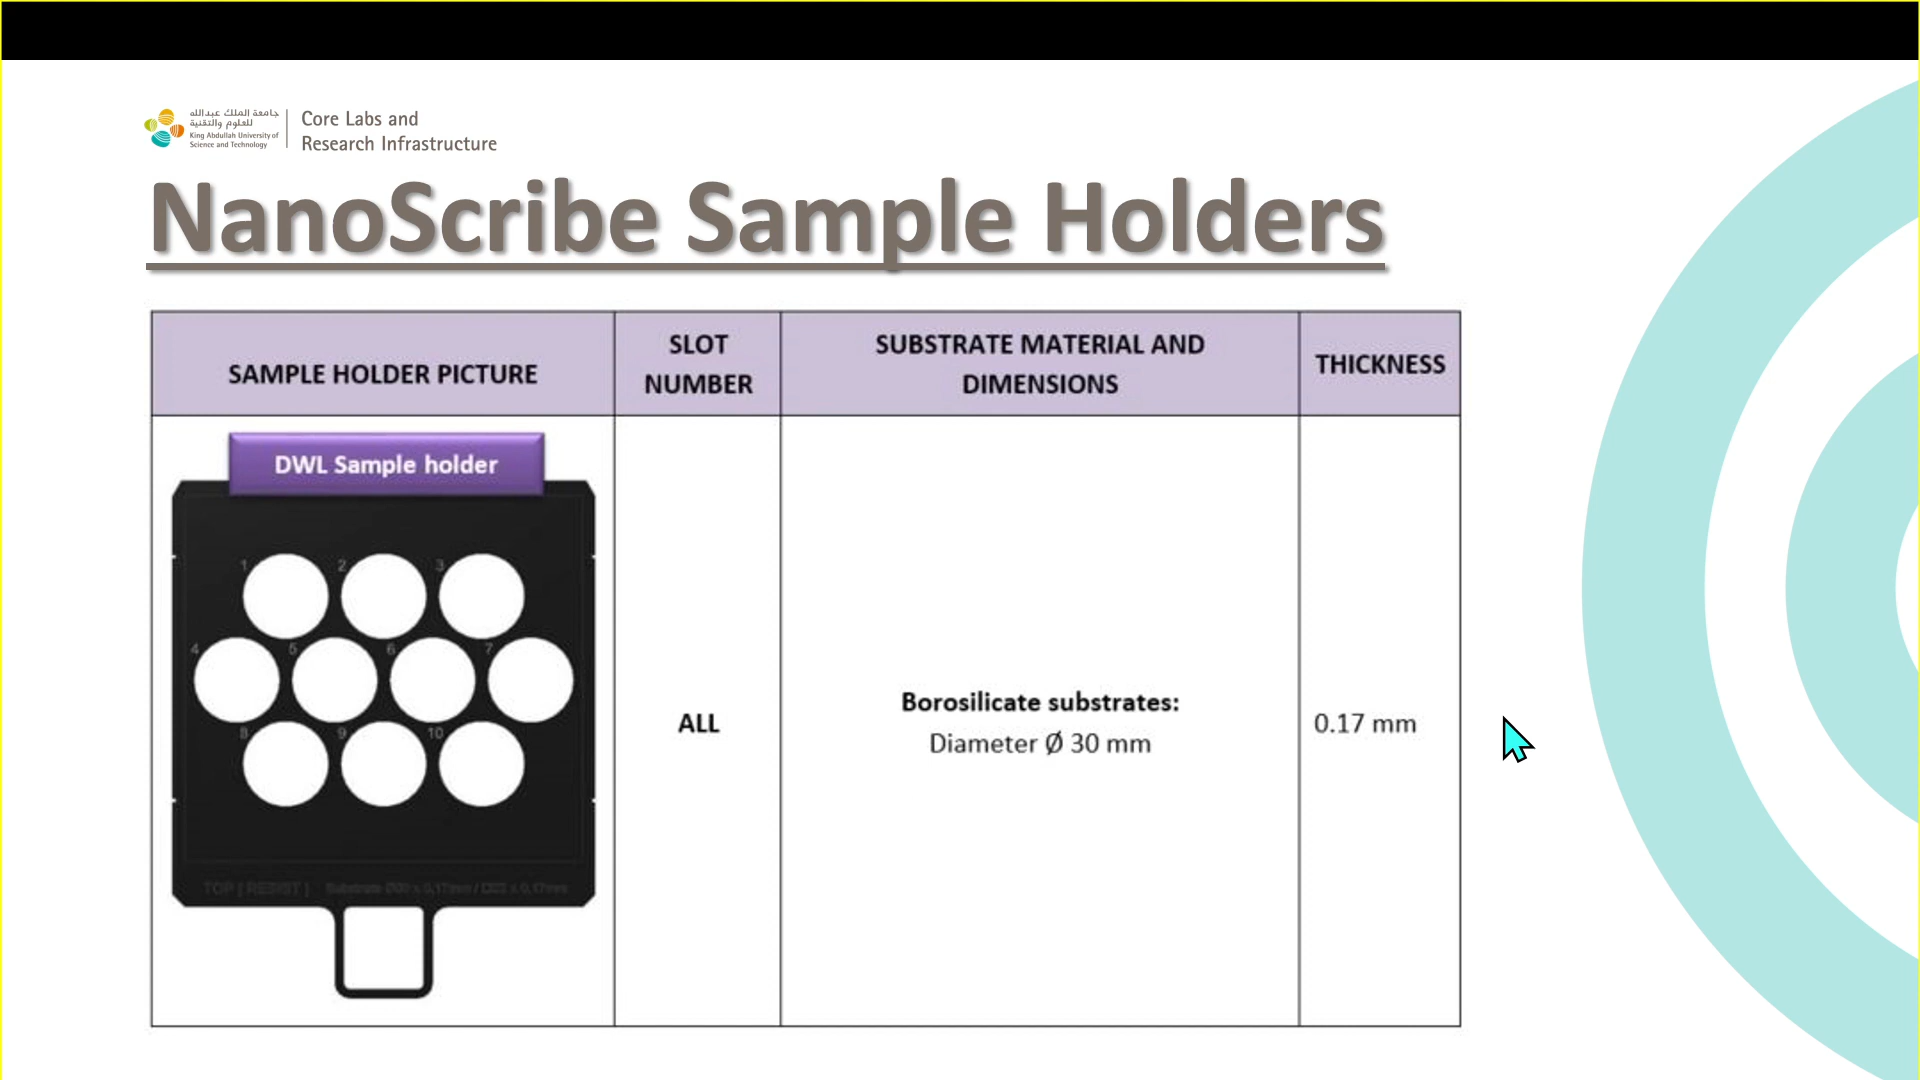 جامعة الملك عبدالله
للعلوم والتقنية
King Abdullah University of
Science and Technology
Core Labs and
Research Infrastructure
NanoScribe Sample Holders
SAMPLE HOLDER PICTURE
SLOT
NUMBER
SUBSTRATE MATERIAL AND
DIMENSIONS
THICKNESS
DWL Sample holder
1 2 3
4 5 6 7
8 9 10
TOP [ RESIST ]
ALL
Borosilicate substrates:
Diameter Ø 30 mm
0.17 mm